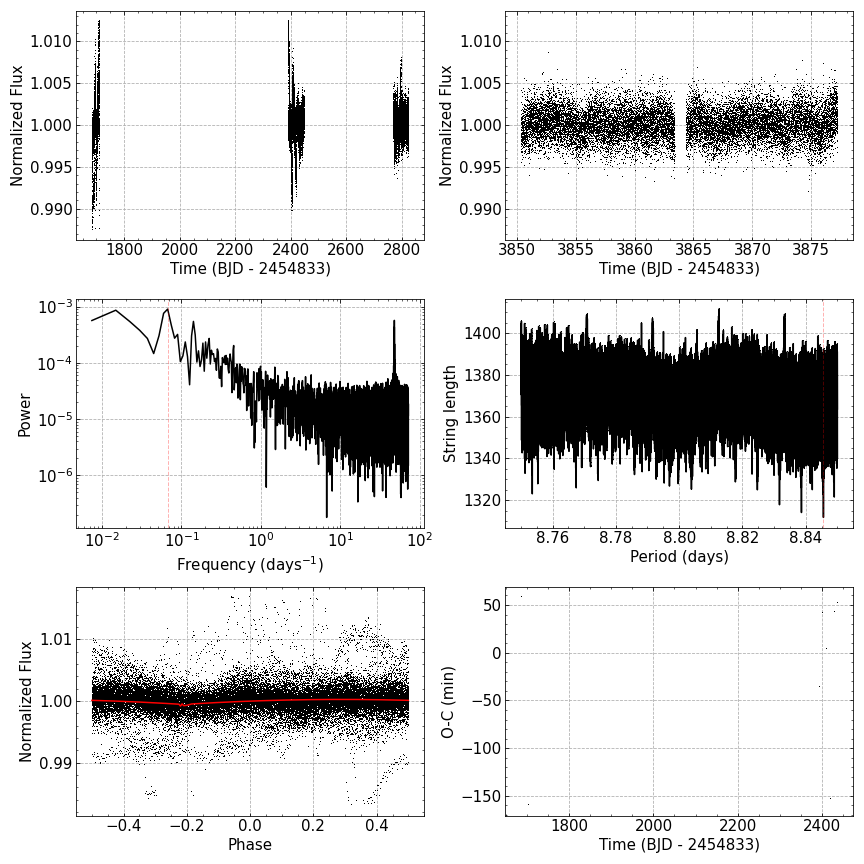 1.010
1.005
1.000
0.995
0.990
Normalized Flux
1800 2000 2200 2400 2600 2800
Time (BJD - 2454833)
1.010
1.005
1.000
0.995
0.990
Normalized Flux
3850 3855 3860 3865 3870 3875
Time (BJD - 2454833)
10⁻³
10⁻⁴
10⁻⁵
10⁻⁶
Power
10⁻² 10⁻¹ 10⁰ 10¹ 10²
Frequency (days⁻¹)
1400
1380
1360
1340
1320
String length
8.76 8.78 8.80 8.82 8.84
Period (days)
1.01
1.00
0.99
Normalized Flux
−0.4 −0.2 0.0 0.2 0.4
Phase
50
0
−50
−100
−150
O-C (min)
1800 2000 2200 2400
Time (BJD - 2454833)